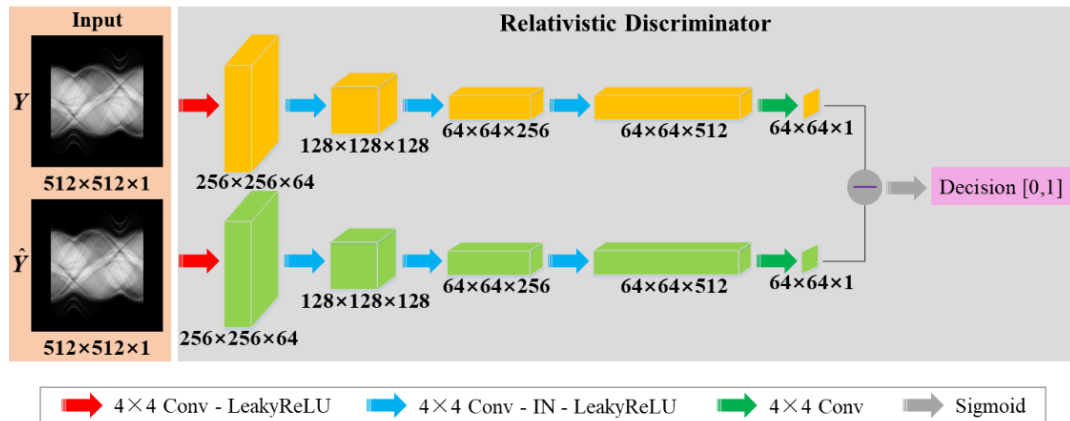 Input
Relativistic Discriminator
Y
512×512×1
256×256×64
128×128×128
64×64×256
64×64×512
64×64×1
Decision [0,1]
Ŷ
512×512×1
256×256×64
128×128×128
64×64×256
64×64×512
64×64×1
4×4 Conv - LeakyReLU
4×4 Conv - IN - LeakyReLU
4×4 Conv
Sigmoid